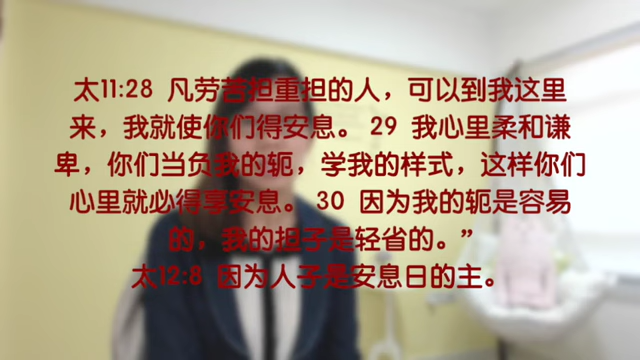 太11:28 凡劳苦担重担的人，可以到我这里
来，我就使你们得安息。 29 我心里柔和谦
卑，你们当负我的轭，学我的样式，这样你们
心里就必得享安息。 30 因为我的轭是容易
的，我的担子是轻省的。”
太12:8 因为人子是安息日的主。